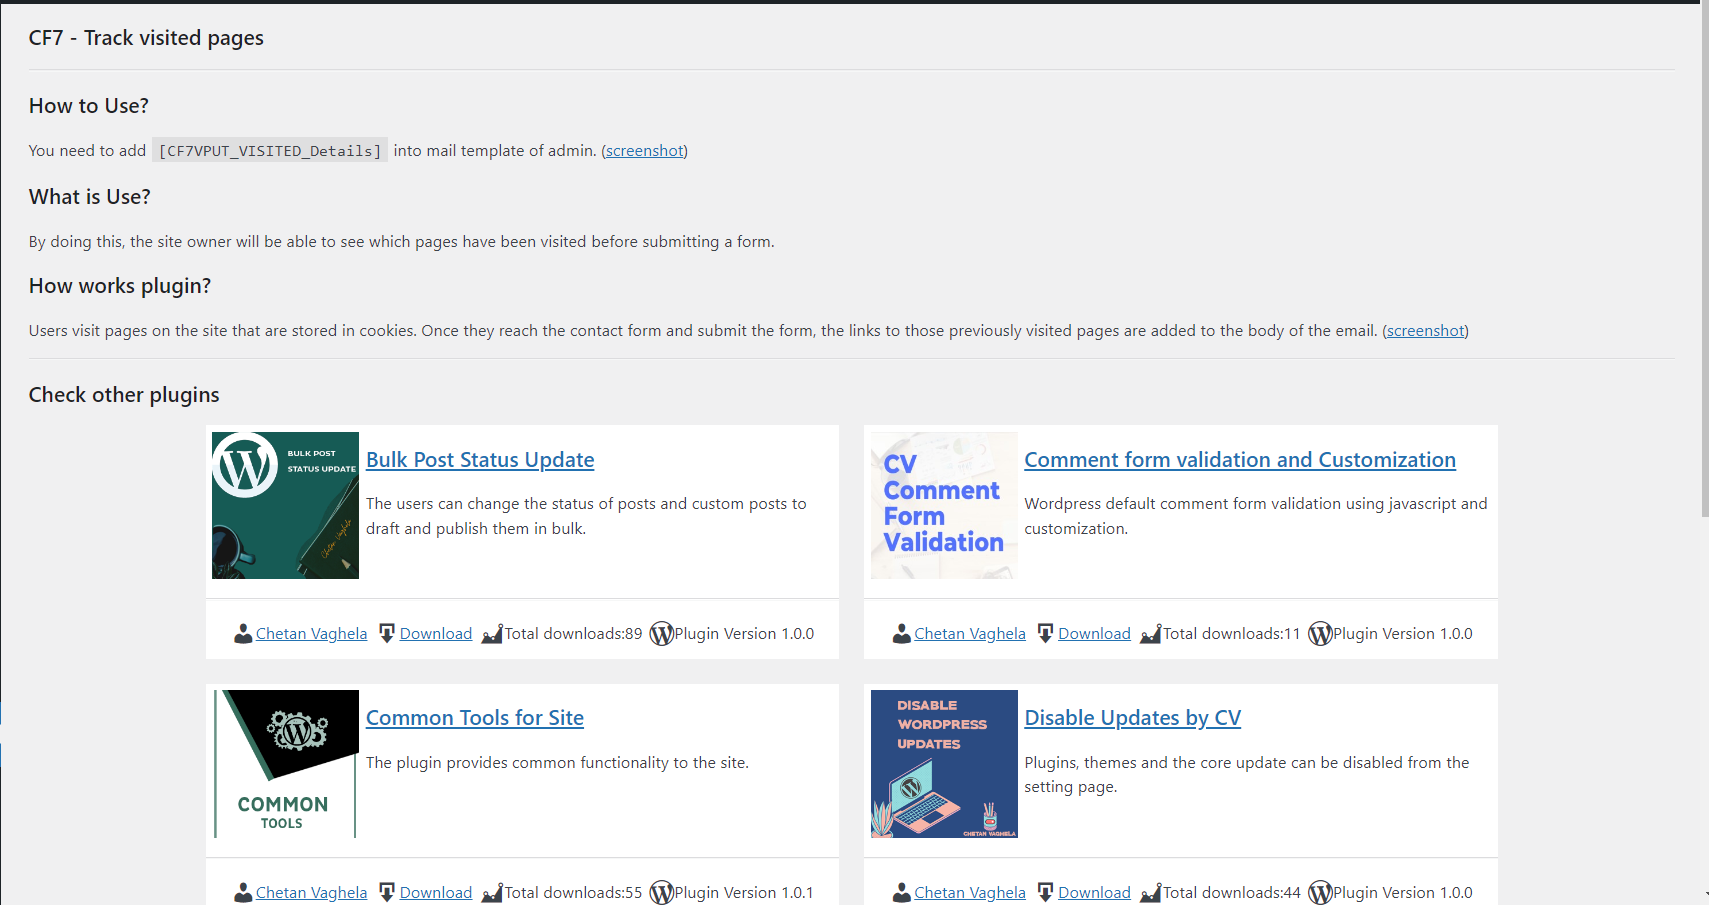 CF7 - Track visited pages
How to Use?
You need to add [CF7VPUT_VISITED_Details] into mail template of admin. (screenshot)
What is Use?
By doing this, the site owner will be able to see which pages have been visited before submitting a form.
How works plugin?
Users visit pages on the site that are stored in cookies. Once they reach the contact form and submit the form, the links to those previously visited pages are added to the body of the email. (screenshot)
Check other plugins
BULK POST
STATUS UPDATE
Chetan Vaghela
Bulk Post Status Update
The users can change the status of posts and custom posts to
draft and publish them in bulk.
Chetan Vaghela Download Total downloads:89 Plugin Version 1.0.0
CV
Comment
Form
Validation
Comment form validation and Customization
Wordpress default comment form validation using javascript and
customization.
Chetan Vaghela Download Total downloads:11 Plugin Version 1.0.0
COMMON
TOOLS
Common Tools for Site
The plugin provides common functionality to the site.
Chetan Vaghela Download Total downloads:55 Plugin Version 1.0.1
DISABLE
WORDPRESS
UPDATES
CHETAN VAGHELA
Disable Updates by CV
Plugins, themes and the core update can be disabled from the
setting page.
Chetan Vaghela Download Total downloads:44 Plugin Version 1.0.0